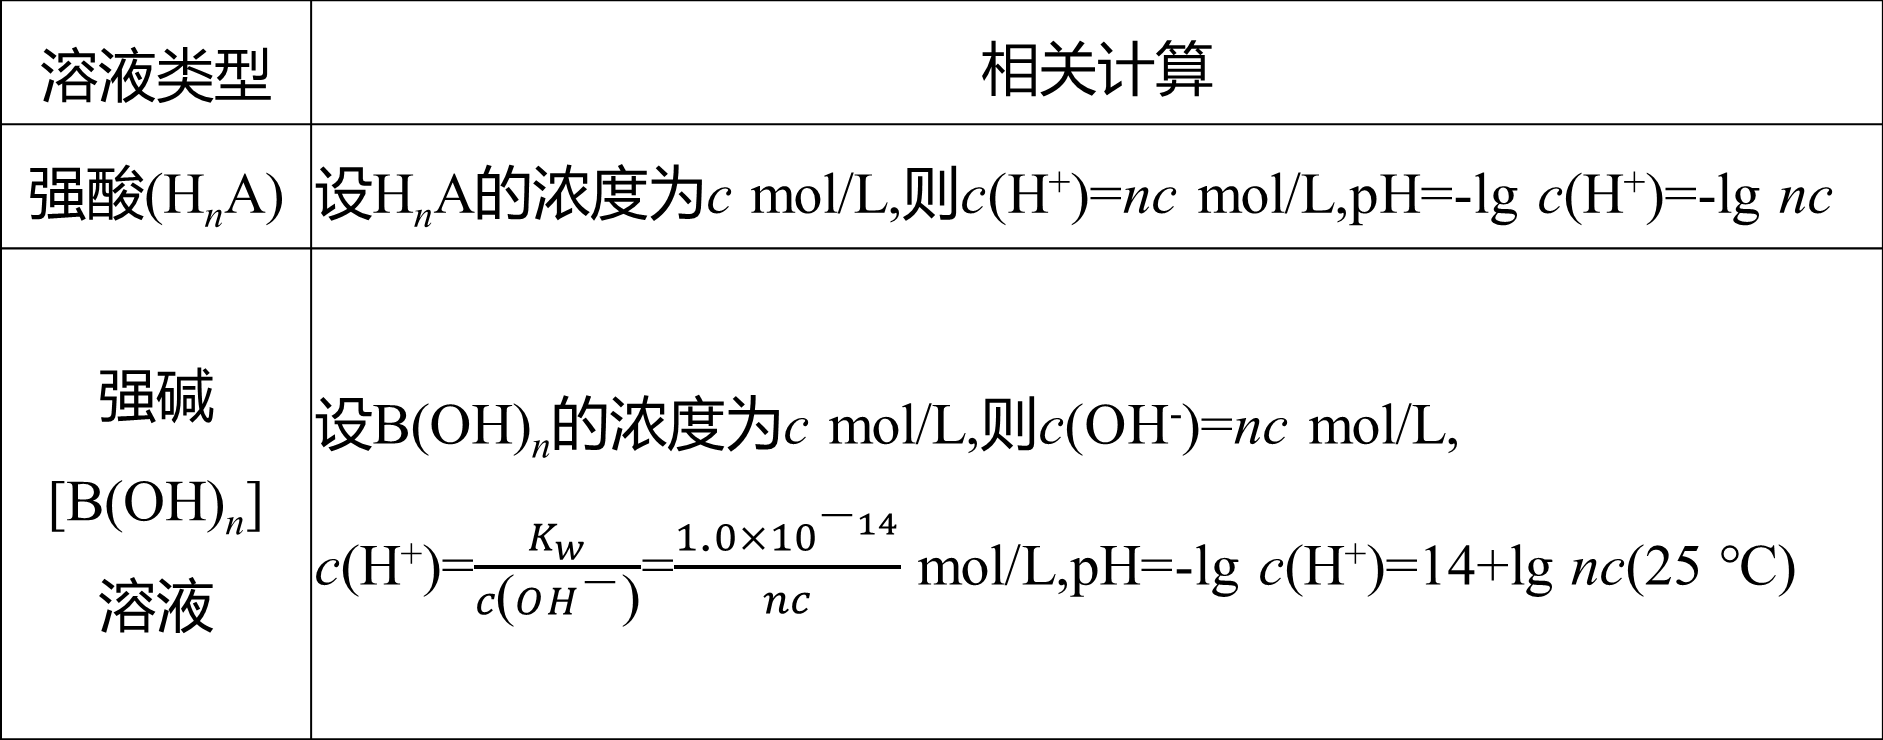 溶液类型
相关计算
强酸(HₙA)
设HₙA的浓度为c mol/L,则c(H⁺)=nc mol/L,pH=-lg c(H⁺)=-lg nc
强碱
[B(OH)ₙ]
溶液
设B(OH)ₙ的浓度为c mol/L,则c(OH⁻)=nc mol/L,
c(H⁺)=K_w/c(OH⁻)=1.0×10⁻¹⁴/nc mol/L,pH=-lg c(H⁺)=14+lg nc(25 ℃)